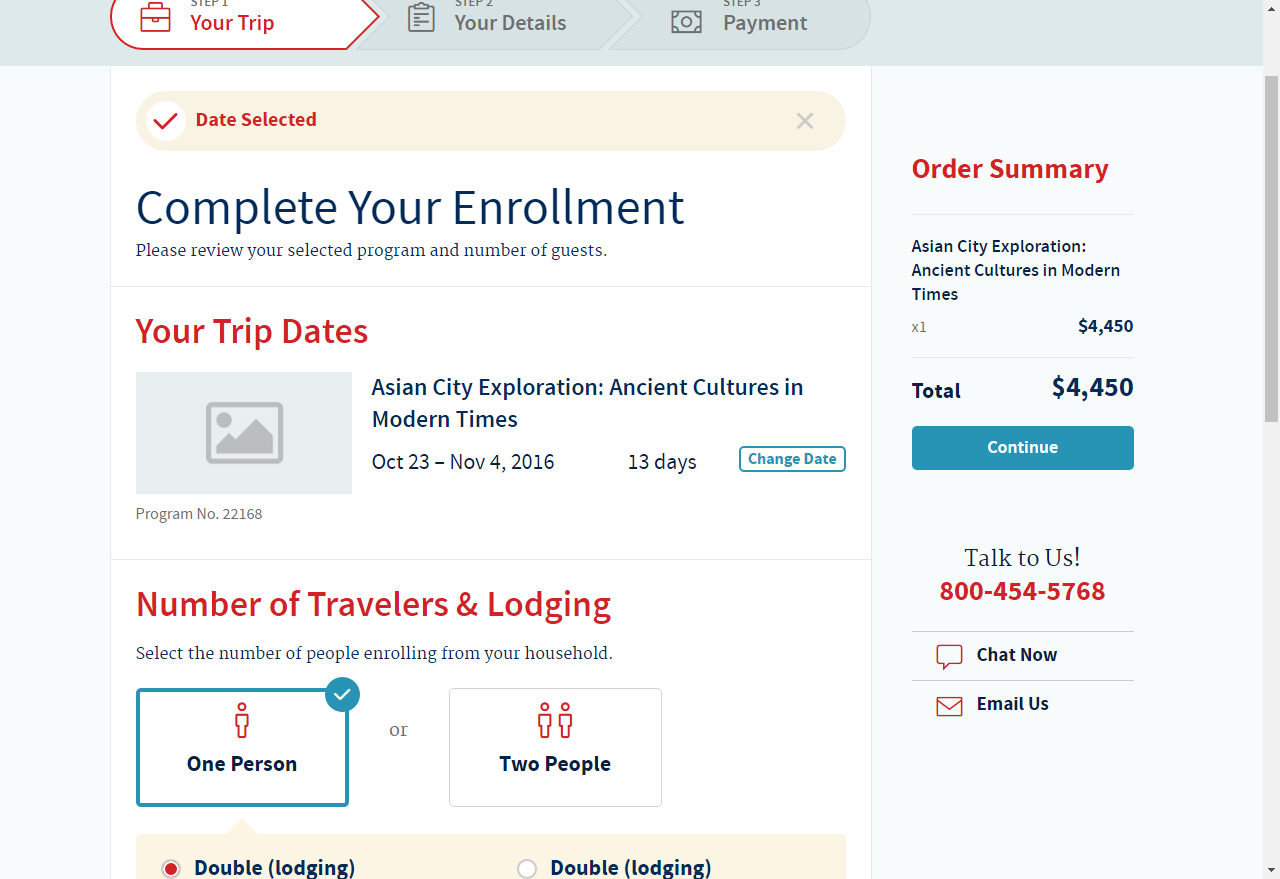 STEP 1
Your Trip
STEP 2
Your Details
STEP 3
Payment
Date Selected
Complete Your Enrollment
Please review your selected program and number of guests.
Your Trip Dates
Asian City Exploration: Ancient Cultures in
Modern Times
Oct 23 – Nov 4, 2016
13 days
Change Date
Program No. 22168
Number of Travelers & Lodging
Select the number of people enrolling from your household.
One Person
or
Two People
Double (lodging)
Double (lodging)
Order Summary
Asian City Exploration:
Ancient Cultures in Modern
Times
x1
$4,450
Total
$4,450
Continue
Talk to Us!
800-454-5768
Chat Now
Email Us